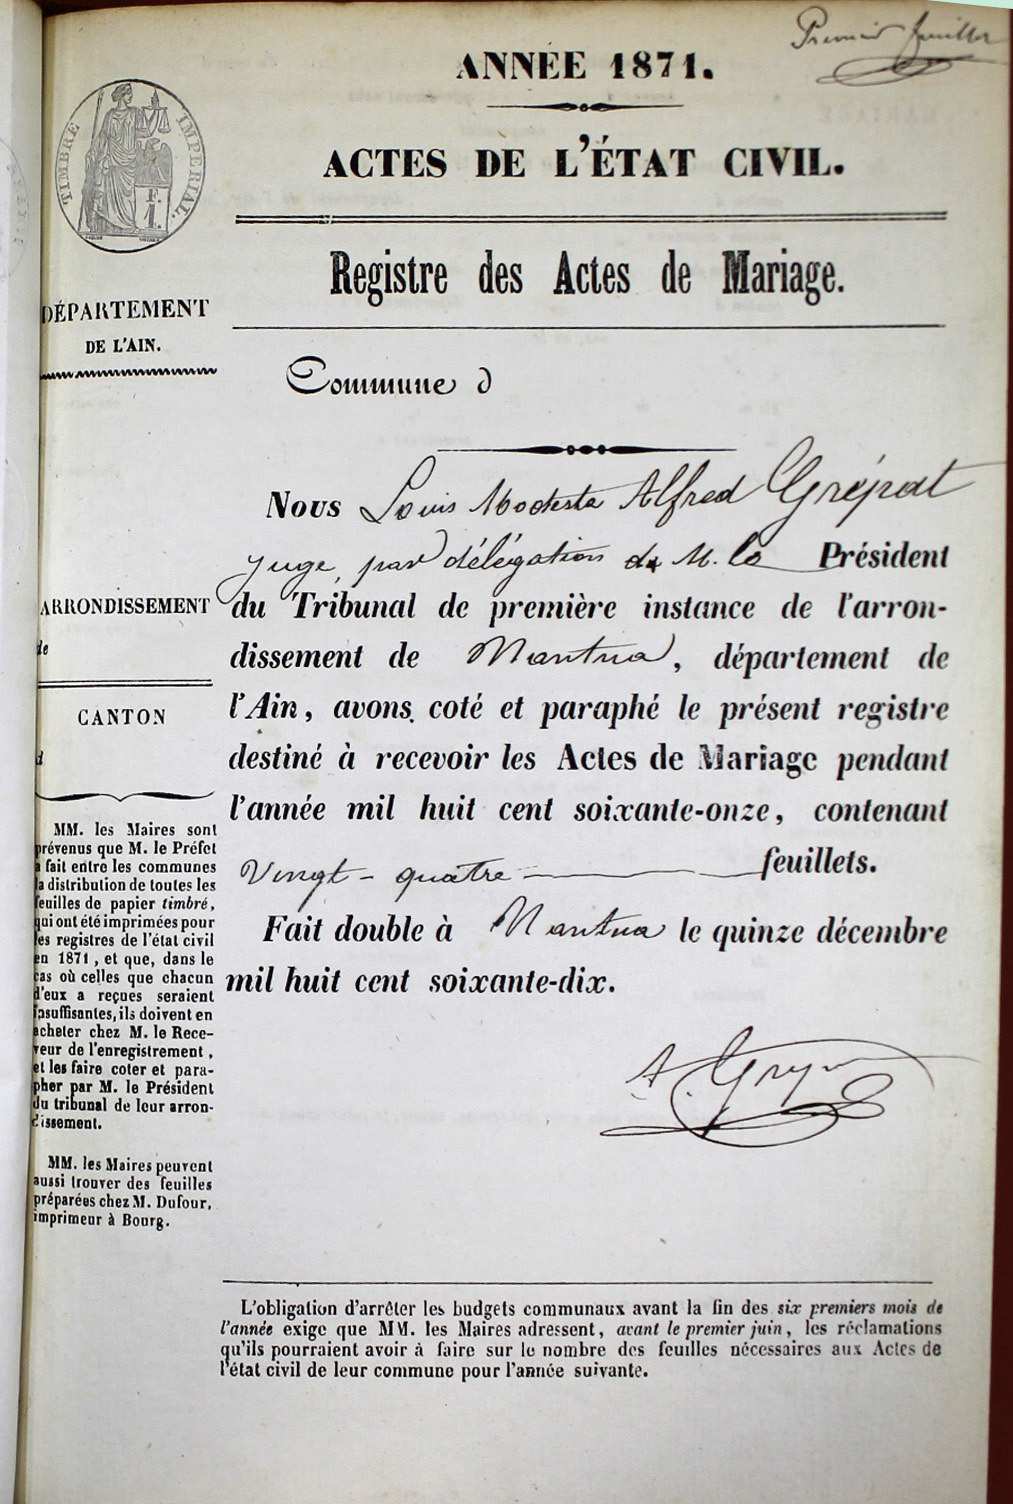 Premier feuillet
ANNÉE 1871.
ACTES DE L'ÉTAT CIVIL.
TIMBRE IMPÉRIAL.
F.
1.
Registre des Actes de Mariage.
DÉPARTEMENT
DE L'AIN.
Commune d
Nous Louis Modeste Alfred Grépat
juge, par délégation de M. le Président
du Tribunal de première instance de l'arron-
dissement de Nantua, département de
l'Ain, avons coté et paraphé le présent registre
destiné à recevoir les Actes de Mariage pendant
l'année mil huit cent soixante-onze, contenant
Vingt-quatre feuillets.
Fait double à Nantua le quinze décembre
mil huit cent soixante-dix.
ARRONDISSEMENT
de
CANTON
d
MM. les Maires sont
prévenus que M. le Préfet
a fait entre les communes
la distribution de toutes les
feuilles de papier timbré,
qui ont été imprimées pour
les registres de l'état civil
en 1871, et que, dans le
cas où celles que chacun
d'eux a reçues seraient
insuffisantes, ils doivent en
acheter chez M. le Rece-
veur de l'enregistrement,
et les faire coter et para-
pher par M. le Président
du tribunal de leur arron-
dissement.
MM. les Maires peuvent
aussi trouver des feuilles
préparées chez M. Dufour,
imprimeur à Bourg.
L'obligation d'arrêter les budgets communaux avant la fin des six premiers mois de
l'année exige que MM. les Maires adressent, avant le premier juin, les réclamations
qu'ils pourraient avoir à faire sur le nombre des feuilles nécessaires aux Actes de
l'état civil de leur commune pour l'année suivante.